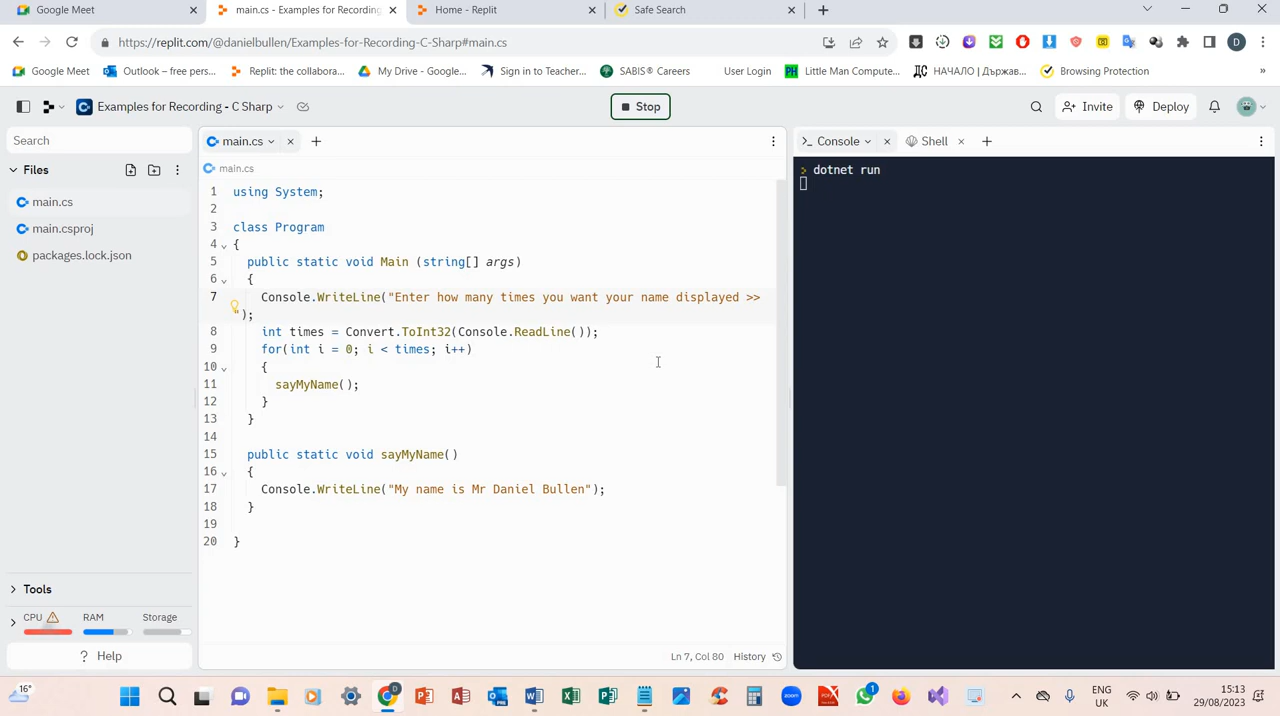 Google Meet
main.cs - Examples for Recording
Home - Replit
Safe Search
https://replit.com/@danielbullen/Examples-for-Recording-C-Sharp#main.cs
D
Google Meet
Outlook – free pers...
Replit: the collabora...
My Drive - Google...
Sign in to Teacher...
SABIS® Careers
User Login
PH Little Man Compute...
ДС НАЧАЛО | Държав...
Browsing Protection
»
Examples for Recording - C Sharp
Stop
Invite
Deploy
Search
main.cs
Console
Shell
main.cs
Files
main.cs
main.csproj
packages.lock.json
> dotnet run
1 using System;
2
3 class Program
4 {
5 public static void Main (string[] args)
6 {
7 Console.WriteLine("Enter how many times you want your name displayed >>
);
8 int times = Convert.ToInt32(Console.ReadLine());
9 for(int i = 0; i < times; i++)
10 {
11 sayMyName();
12 }
13 }
14
15 public static void sayMyName()
16 {
17 Console.WriteLine("My name is Mr Daniel Bullen");
18 }
19
20 }
Tools
CPU
RAM
Storage
? Help
Ln 7, Col 80
History
16°
D
zoom
1
ENG
UK
15:13
29/08/2023